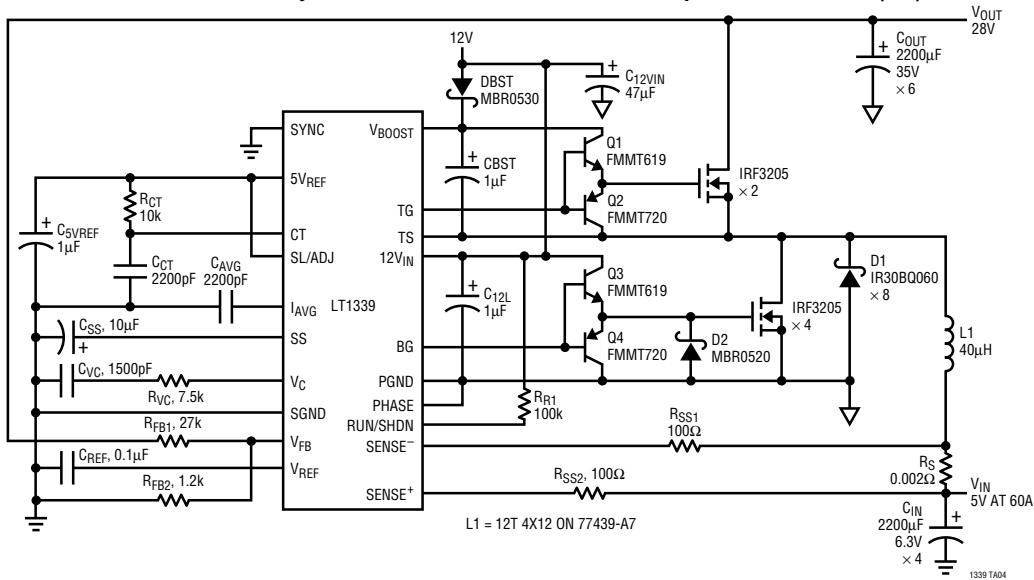 VOUT
28V
COUT
2200µF
35V
× 6
+
12V
DBST
MBR0530
+
C12VIN
47µF
SYNC
VBOOST
Q1
FMMT619
5VREF
+
CBST
1µF
IRF3205
× 2
RCT
10k
TG
Q2
FMMT720
+
C5VREF
1µF
CT
TS
SL/ADJ
12VIN
CCT
2200pF
CAVG
2200pF
+
C12L
1µF
Q3
FMMT619
D1
IR30BQ060
× 8
IAVG
LT1339
IRF3205
× 4
CSS, 10µF
+
SS
BG
Q4
FMMT720
D2
MBR0520
L1
40µH
CVC, 1500pF
VC
PGND
RVC, 7.5k
PHASE
RR1
100k
SGND
RUN/SHDN
RFB1, 27k
VFB
SENSE–
RSS1
100Ω
CREF, 0.1µF
VREF
RS
0.002Ω
RFB2, 1.2k
SENSE+
RSS2, 100Ω
VIN
5V AT 60A
L1 = 12T 4X12 ON 77439-A7
CIN
2200µF
6.3V
× 4
+
1339 TA04